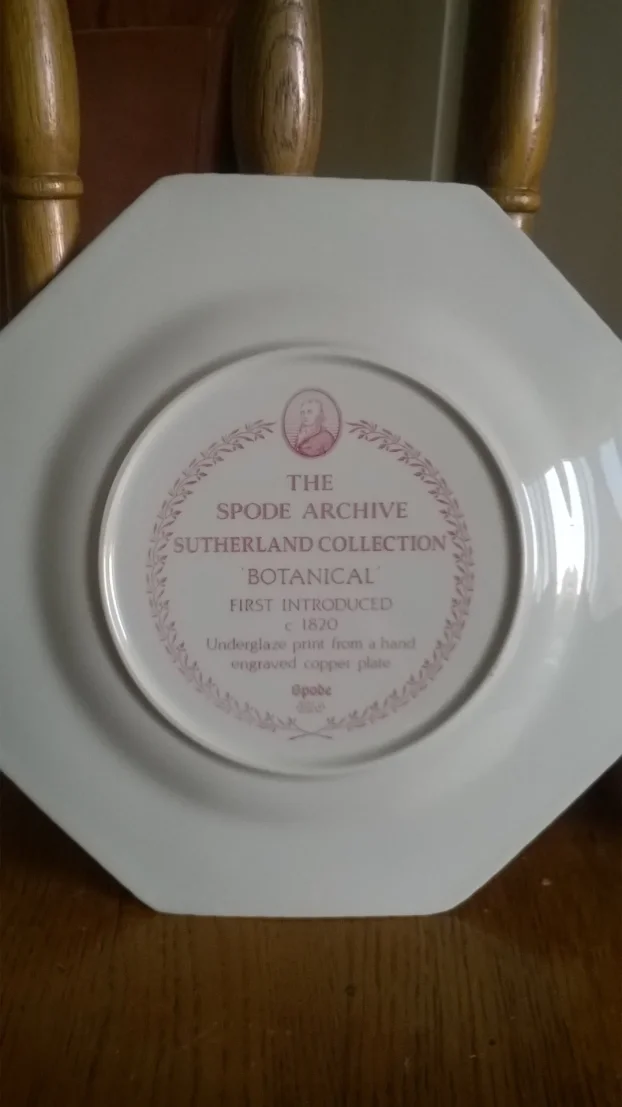 THE
SPODE ARCHIVE
SUTHERLAND COLLECTION
'BOTANICAL'
FIRST INTRODUCED
c 1820
Underglaze print from a hand
engraved copper plate
Spode